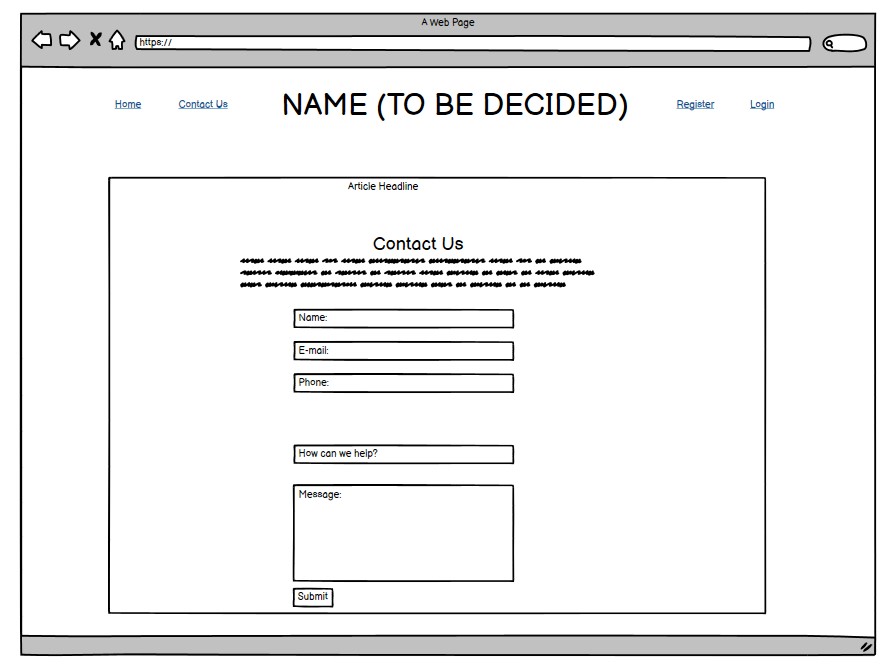 A Web Page
https://
Home Contact Us NAME (TO BE DECIDED) Register Login
Article Headline
Contact Us
Name:
E-mail:
Phone:
How can we help?
Message:
Submit